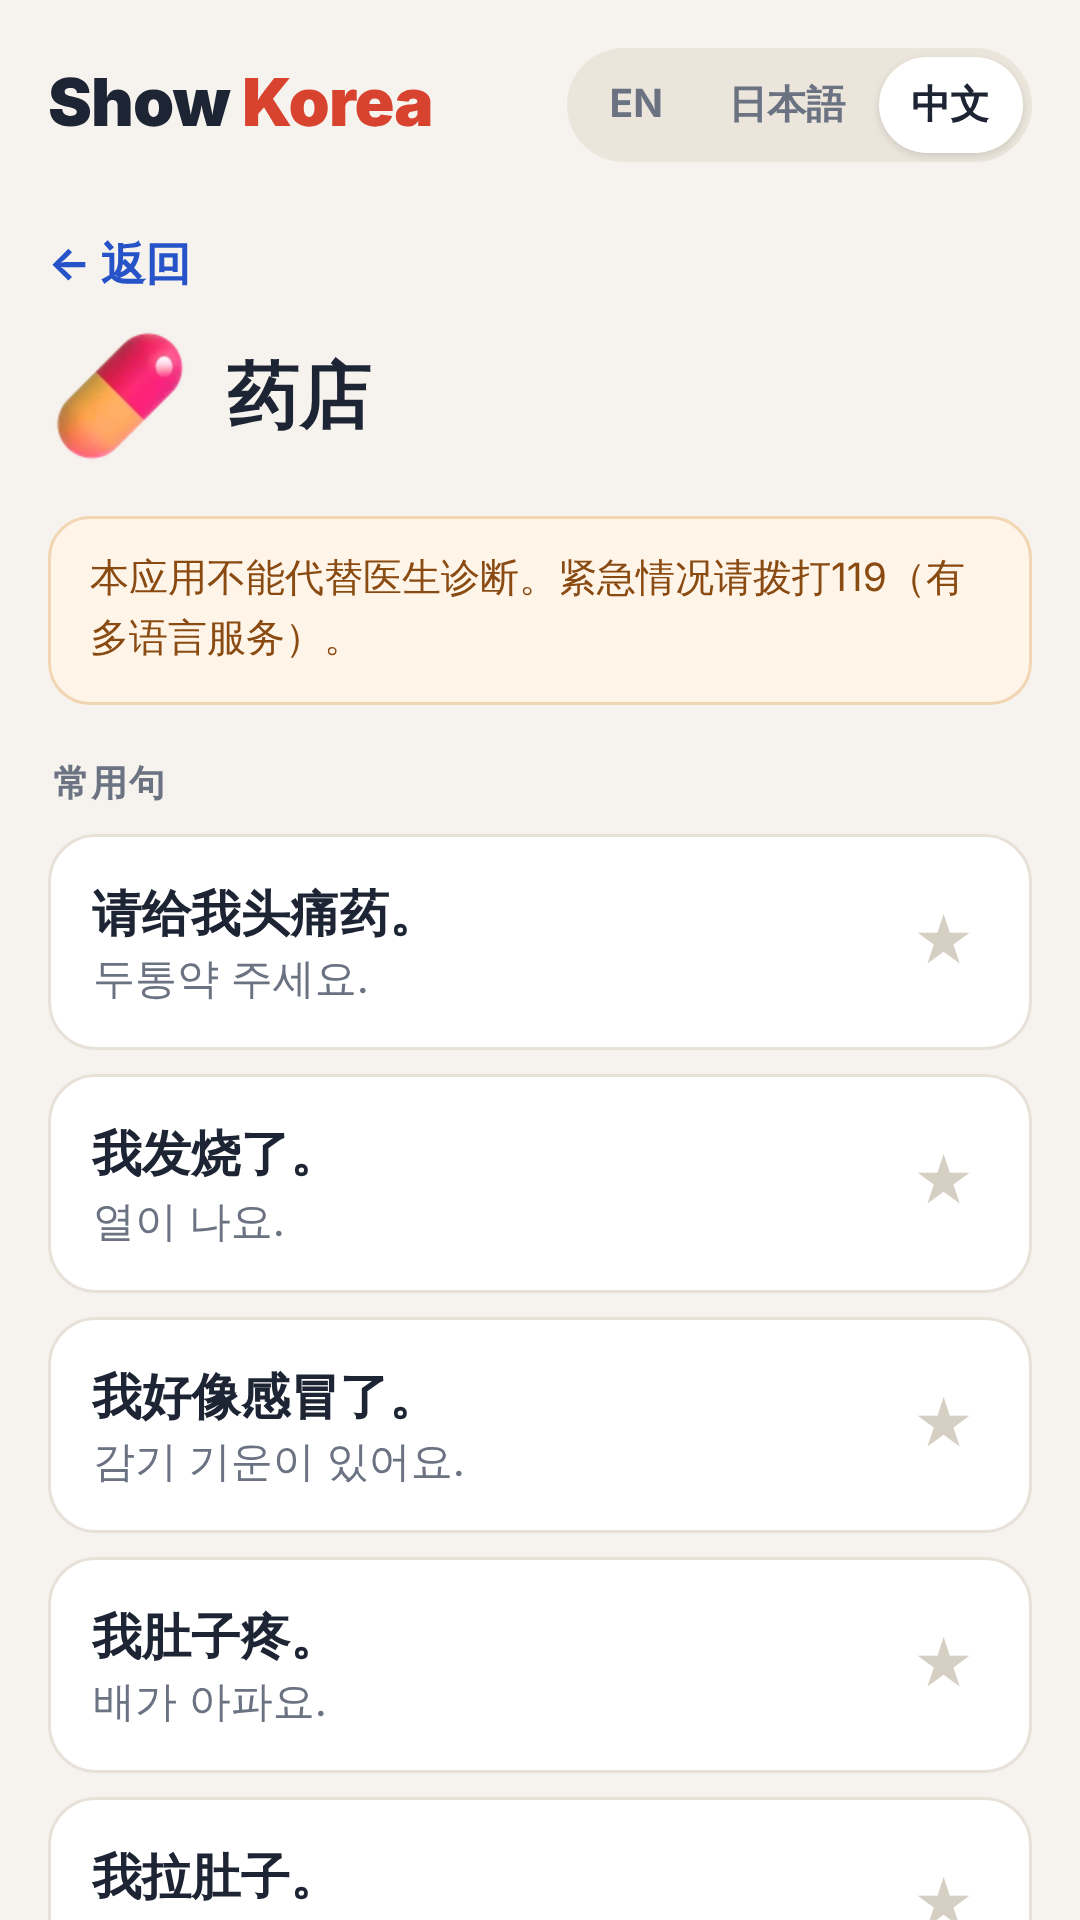 Show Korea
EN 日本語 中文
← 返回
药店
本应用不能代替医生诊断。紧急情况请拨打119（有
多语言服务）。
常用句
请给我头痛药。
두통약 주세요.
我发烧了。
열이 나요.
我好像感冒了。
감기 기운이 있어요.
我肚子疼。
배가 아파요.
我拉肚子。